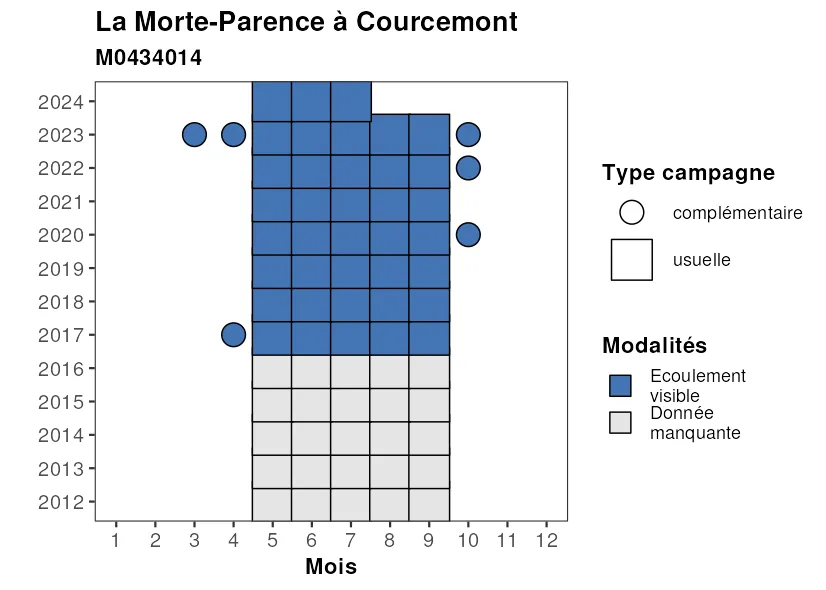 La Morte-Parence à Courcemont
M0434014
2024
2023
2022
2021
2020
2019
2018
2017
2016
2015
2014
2013
2012
1 2 3 4 5 6 7 8 9 10 11 12
Mois
Type campagne
complémentaire
usuelle
Modalités
Ecoulement
visible
Donnée
manquante